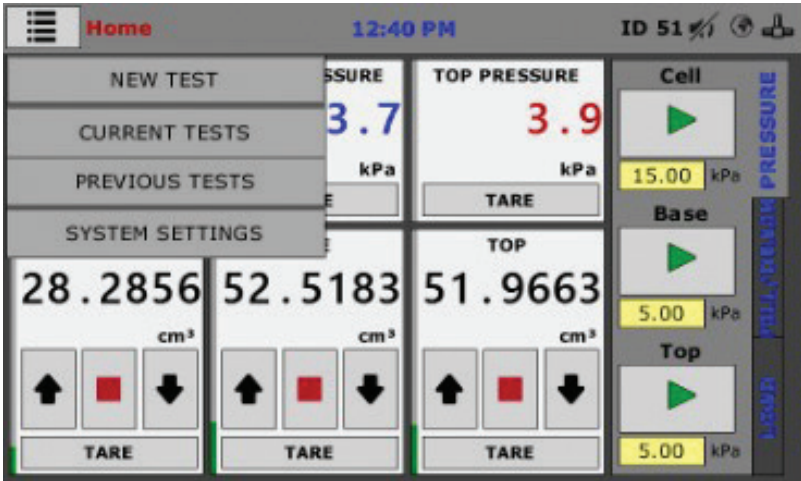 Home 12:40 PM ID 51
NEW TEST
CURRENT TESTS
PREVIOUS TESTS
SYSTEM SETTINGS
3.7
kPa
TOP PRESSURE
3.9
kPa
TARE
28.2856
cm³
TARE
52.5183
cm³
TARE
TOP
51.9663
cm³
TARE
Cell
15.00 kPa
Base
5.00 kPa
Top
5.00 kPa
PRESSURE